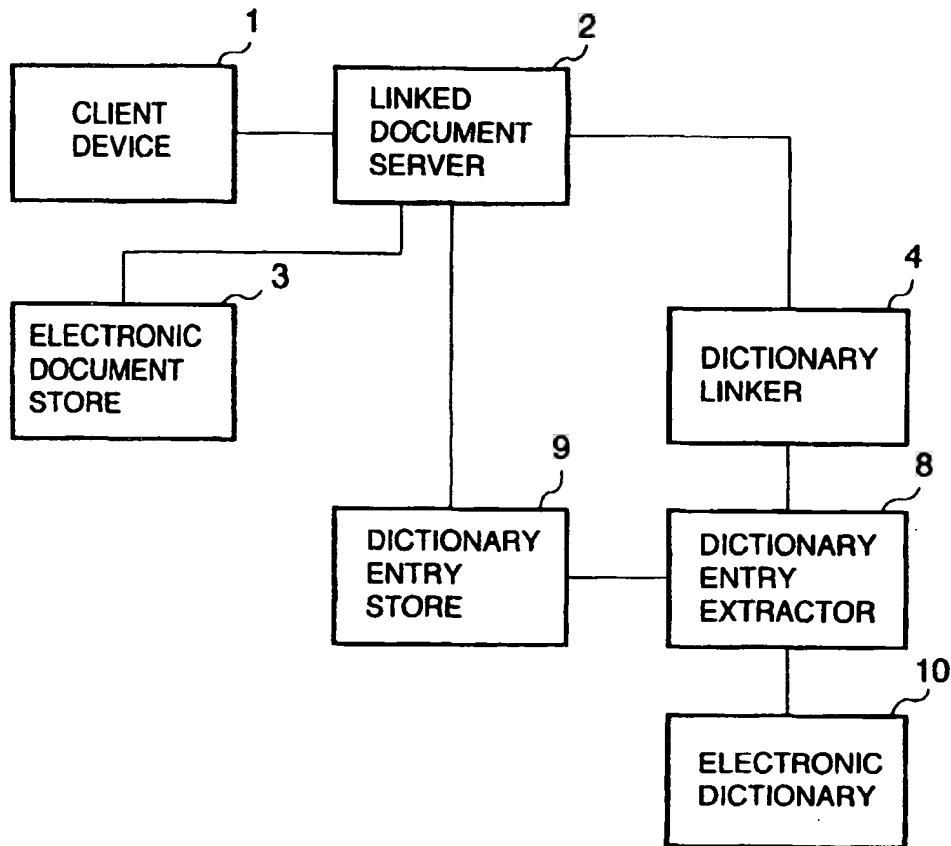 1
CLIENT
DEVICE
2
LINKED
DOCUMENT
SERVER
3
ELECTRONIC
DOCUMENT
STORE
4
DICTIONARY
LINKER
9
DICTIONARY
ENTRY
STORE
8
DICTIONARY
ENTRY
EXTRACTOR
10
ELECTRONIC
DICTIONARY